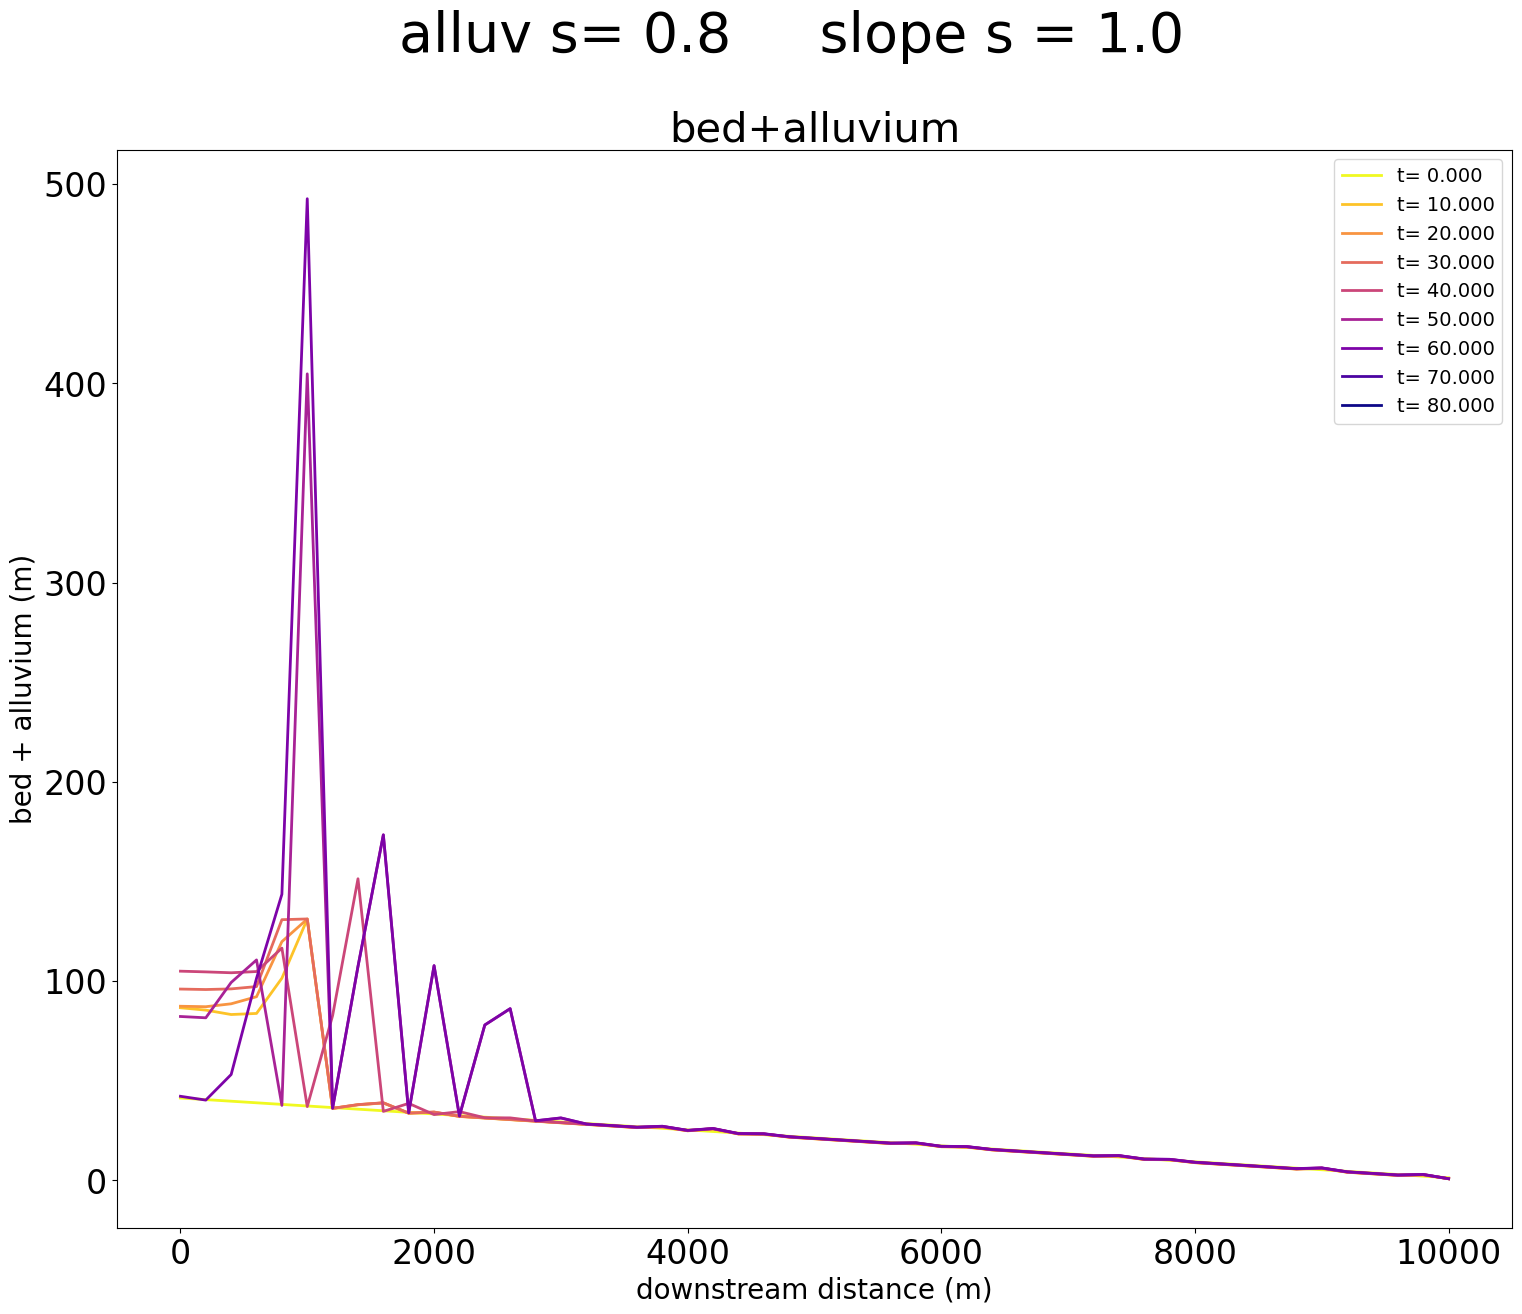 alluv s= 0.8     slope s = 1.0
bed+alluvium
500
400
300
200
100
0
bed + alluvium (m)
t= 0.000
t= 10.000
t= 20.000
t= 30.000
t= 40.000
t= 50.000
t= 60.000
t= 70.000
t= 80.000
0 2000 4000 6000 8000 10000
downstream distance (m)